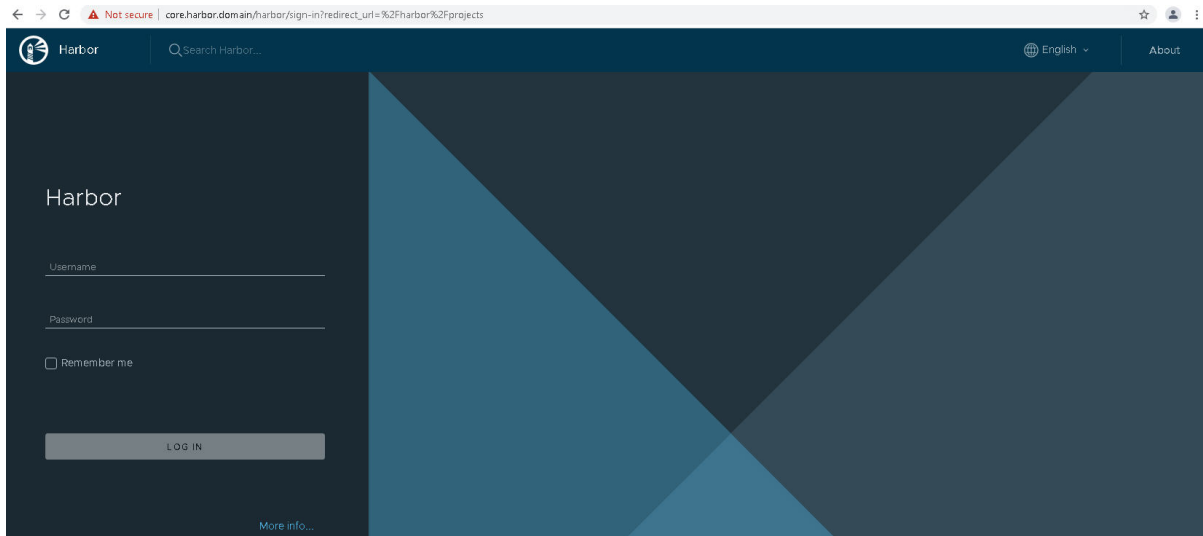 Not secure core.harbor.domain/harbor/sign-in?redirect_url=%2Fharbor%2Fprojects
Harbor Search Harbor... English About
Harbor
Username
Password
Remember me
LOG IN
More info...